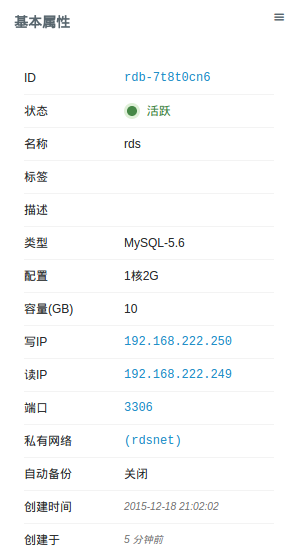 基本属性
ID rdb-7t8t0cn6
状态 活跃
名称 rds
标签
描述
类型 MySQL-5.6
配置 1核2G
容量(GB) 10
写IP 192.168.222.250
读IP 192.168.222.249
端口 3306
私有网络 (rdsnet)
自动备份 关闭
创建时间 2015-12-18 21:02:02
创建于 5 分钟前